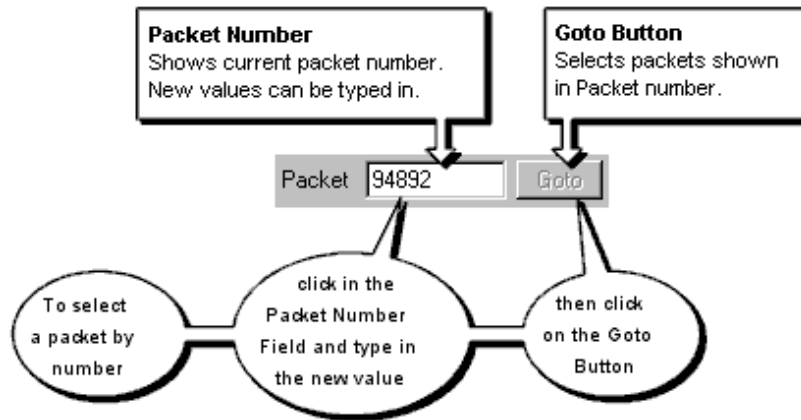 Packet Number
Shows current packet number.
New values can be typed in.
Goto Button
Selects packets shown
in Packet number.
Packet 94892 Goto
To select
a packet by
number
click in the
Packet Number
Field and type in
the new value
then click
on the Goto
Button